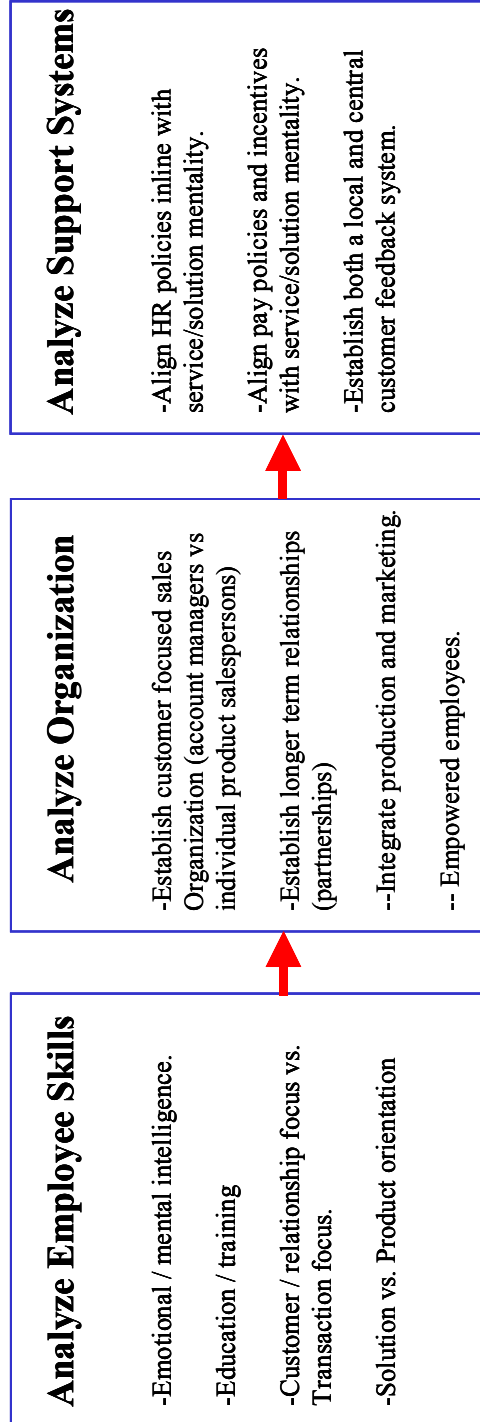 Analyze Employee Skills
-Emotional / mental intelligence.
-Education / training
-Customer / relationship focus vs.
Transaction focus.
-Solution vs. Product orientation
Analyze Organization
-Establish customer focused sales
Organization (account managers vs
individual product salespersons)
-Establish longer term relationships
(partnerships)
--Integrate production and marketing.
-- Empowered employees.
Analyze Support Systems
-Align HR policies inline with
service/solution mentality.
-Align pay policies and incentives
with service/solution mentality.
-Establish both a local and central
customer feedback system.